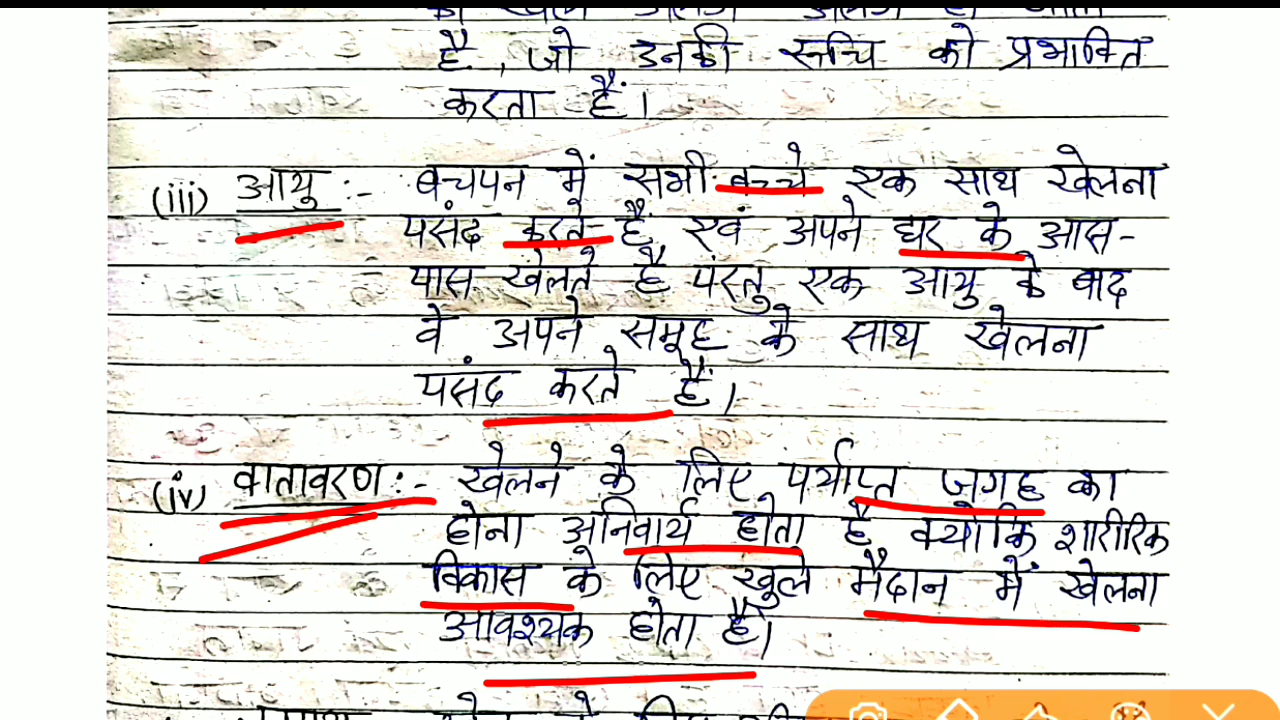 है, जो उनकी रूचि को प्रभावित
करता है।
(iii) आयु :- बचपन में सभी बच्चे एक साथ खेलना
पसंद करते हैं एवं अपने घर के आस-
पास खेलते हैं परंतु एक आयु के बाद
वे अपने समूह के साथ खेलना
पसंद करते हैं।
(iv) वातावरण :- खेलने के लिए पर्याप्त जगह का
होना अनिवार्य होता है क्योंकि शारीरिक
विकास के लिए खुले मैदान में खेलना
आवश्यक होता है।